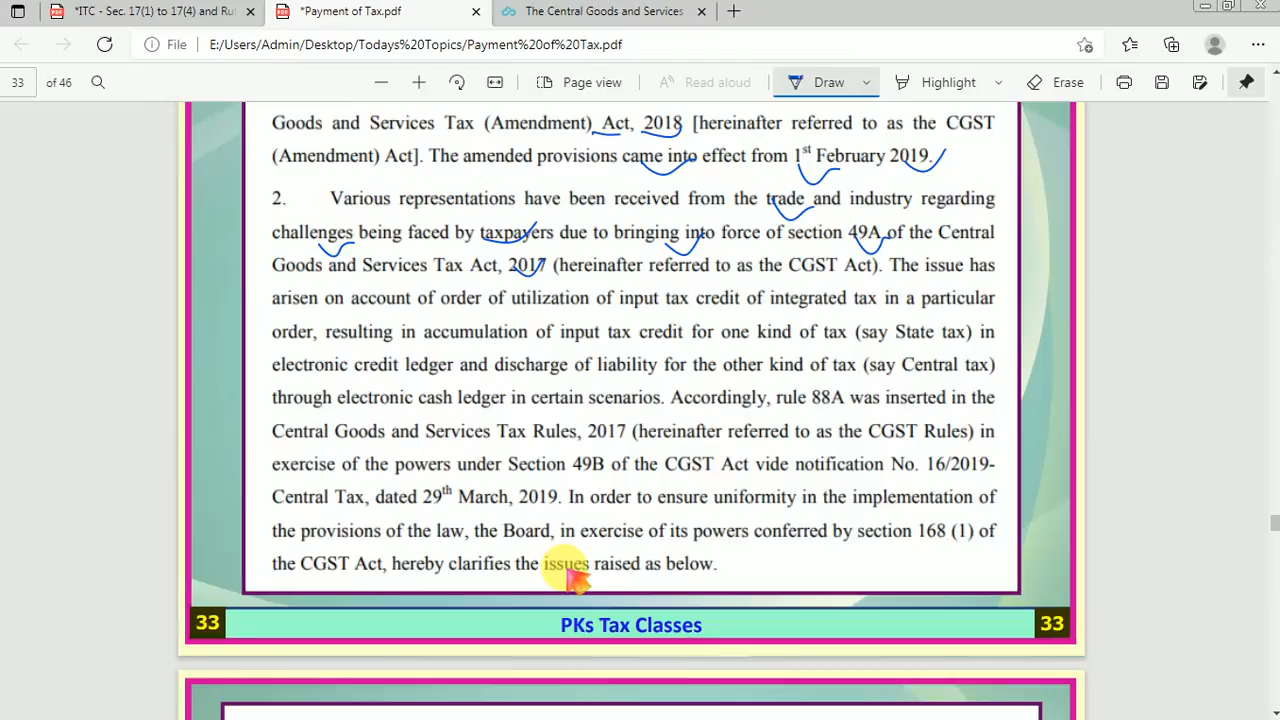 *ITC - Sec. 17(1) to 17(4) and Ru
*Payment of Tax.pdf
The Central Goods and Services
File
E:/Users/Admin/Desktop/Todays%20Topics/Payment%20of%20Tax.pdf
33 of 46
Page view
Read aloud
Draw
Highlight
Erase
Goods and Services Tax (Amendment) Act, 2018 [hereinafter referred to as the CGST
(Amendment) Act]. The amended provisions came into effect from 1st February 2019.
2. Various representations have been received from the trade and industry regarding
challenges being faced by taxpayers due to bringing into force of section 49A of the Central
Goods and Services Tax Act, 2017 (hereinafter referred to as the CGST Act). The issue has
arisen on account of order of utilization of input tax credit of integrated tax in a particular
order, resulting in accumulation of input tax credit for one kind of tax (say State tax) in
electronic credit ledger and discharge of liability for the other kind of tax (say Central tax)
through electronic cash ledger in certain scenarios. Accordingly, rule 88A was inserted in the
Central Goods and Services Tax Rules, 2017 (hereinafter referred to as the CGST Rules) in
exercise of the powers under Section 49B of the CGST Act vide notification No. 16/2019-
Central Tax, dated 29th March, 2019. In order to ensure uniformity in the implementation of
the provisions of the law, the Board, in exercise of its powers conferred by section 168 (1) of
the CGST Act, hereby clarifies the issues raised as below.
33 PKs Tax Classes 33